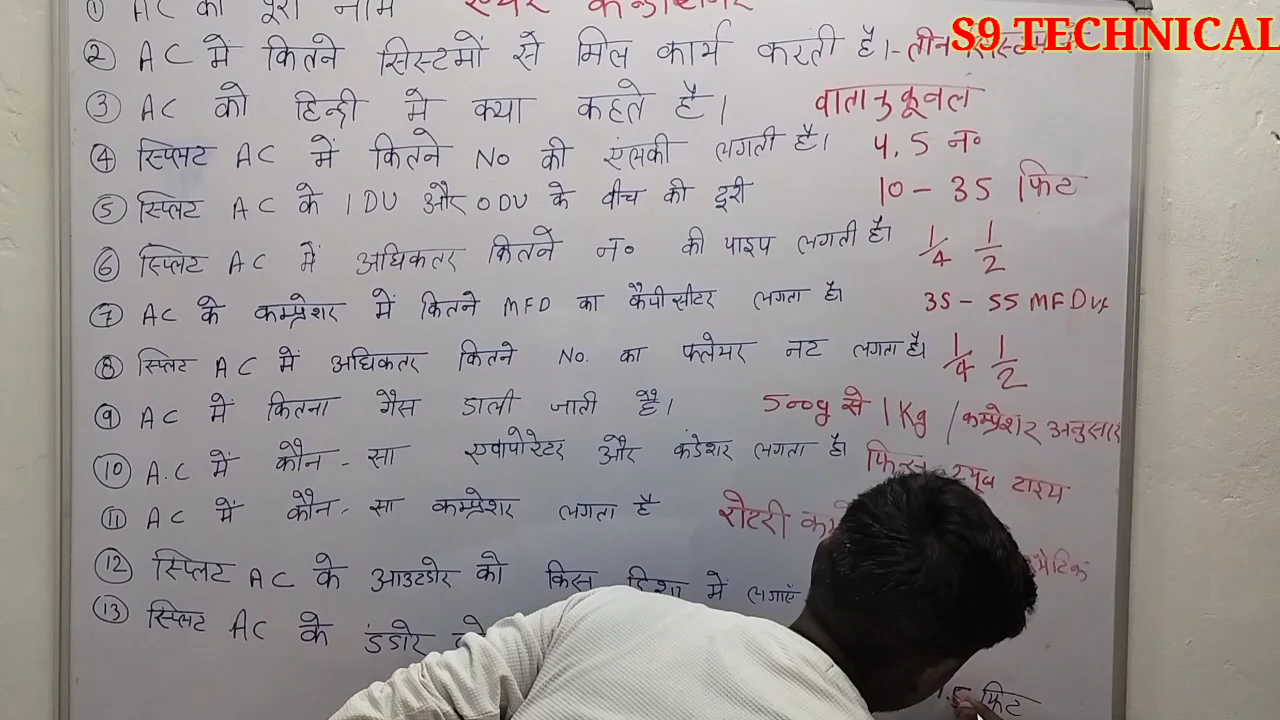 ① AC का पूरा नाम एयर कन्डीशनर
S9 TECHNICAL
② AC में कितने सिस्टमों से मिल कार्य करती है।- तीन
③ AC को हिन्दी में क्या कहते है। वातानुकूलन
④ स्प्लिट AC में कितने No की एलकी लगती है। 4, 5 न०
⑤ स्प्लिट AC के IDU और ODU के बीच की दूरी 10 - 35 फिट
⑥ स्प्लिट AC में अधिकतर कितने न० की पाइप लगती है। 1/4 1/2
⑦ AC के कम्प्रेशर में कितने MFD का कैपीसीटर लगता है। 35 - 55 MFD
⑧ स्प्लिट AC में अधिकतर कितने No. का फ्लेयर नट लगता है। 1/4 1/2
⑨ AC में कितना गैस डाली जाती है। 500g से 1 Kg / कम्प्रेशर अनुसार
⑩ A.C में कौन - सा एवापोरेटर और कंडेशर लगता है। टाइप
⑪ AC में कौन - सा कम्प्रेशर लगता है रोटरी
⑫ स्प्लिट AC के आउटडोर को किस दिशा में लगाएं
⑬ स्प्लिट AC के इंडोर
फिट